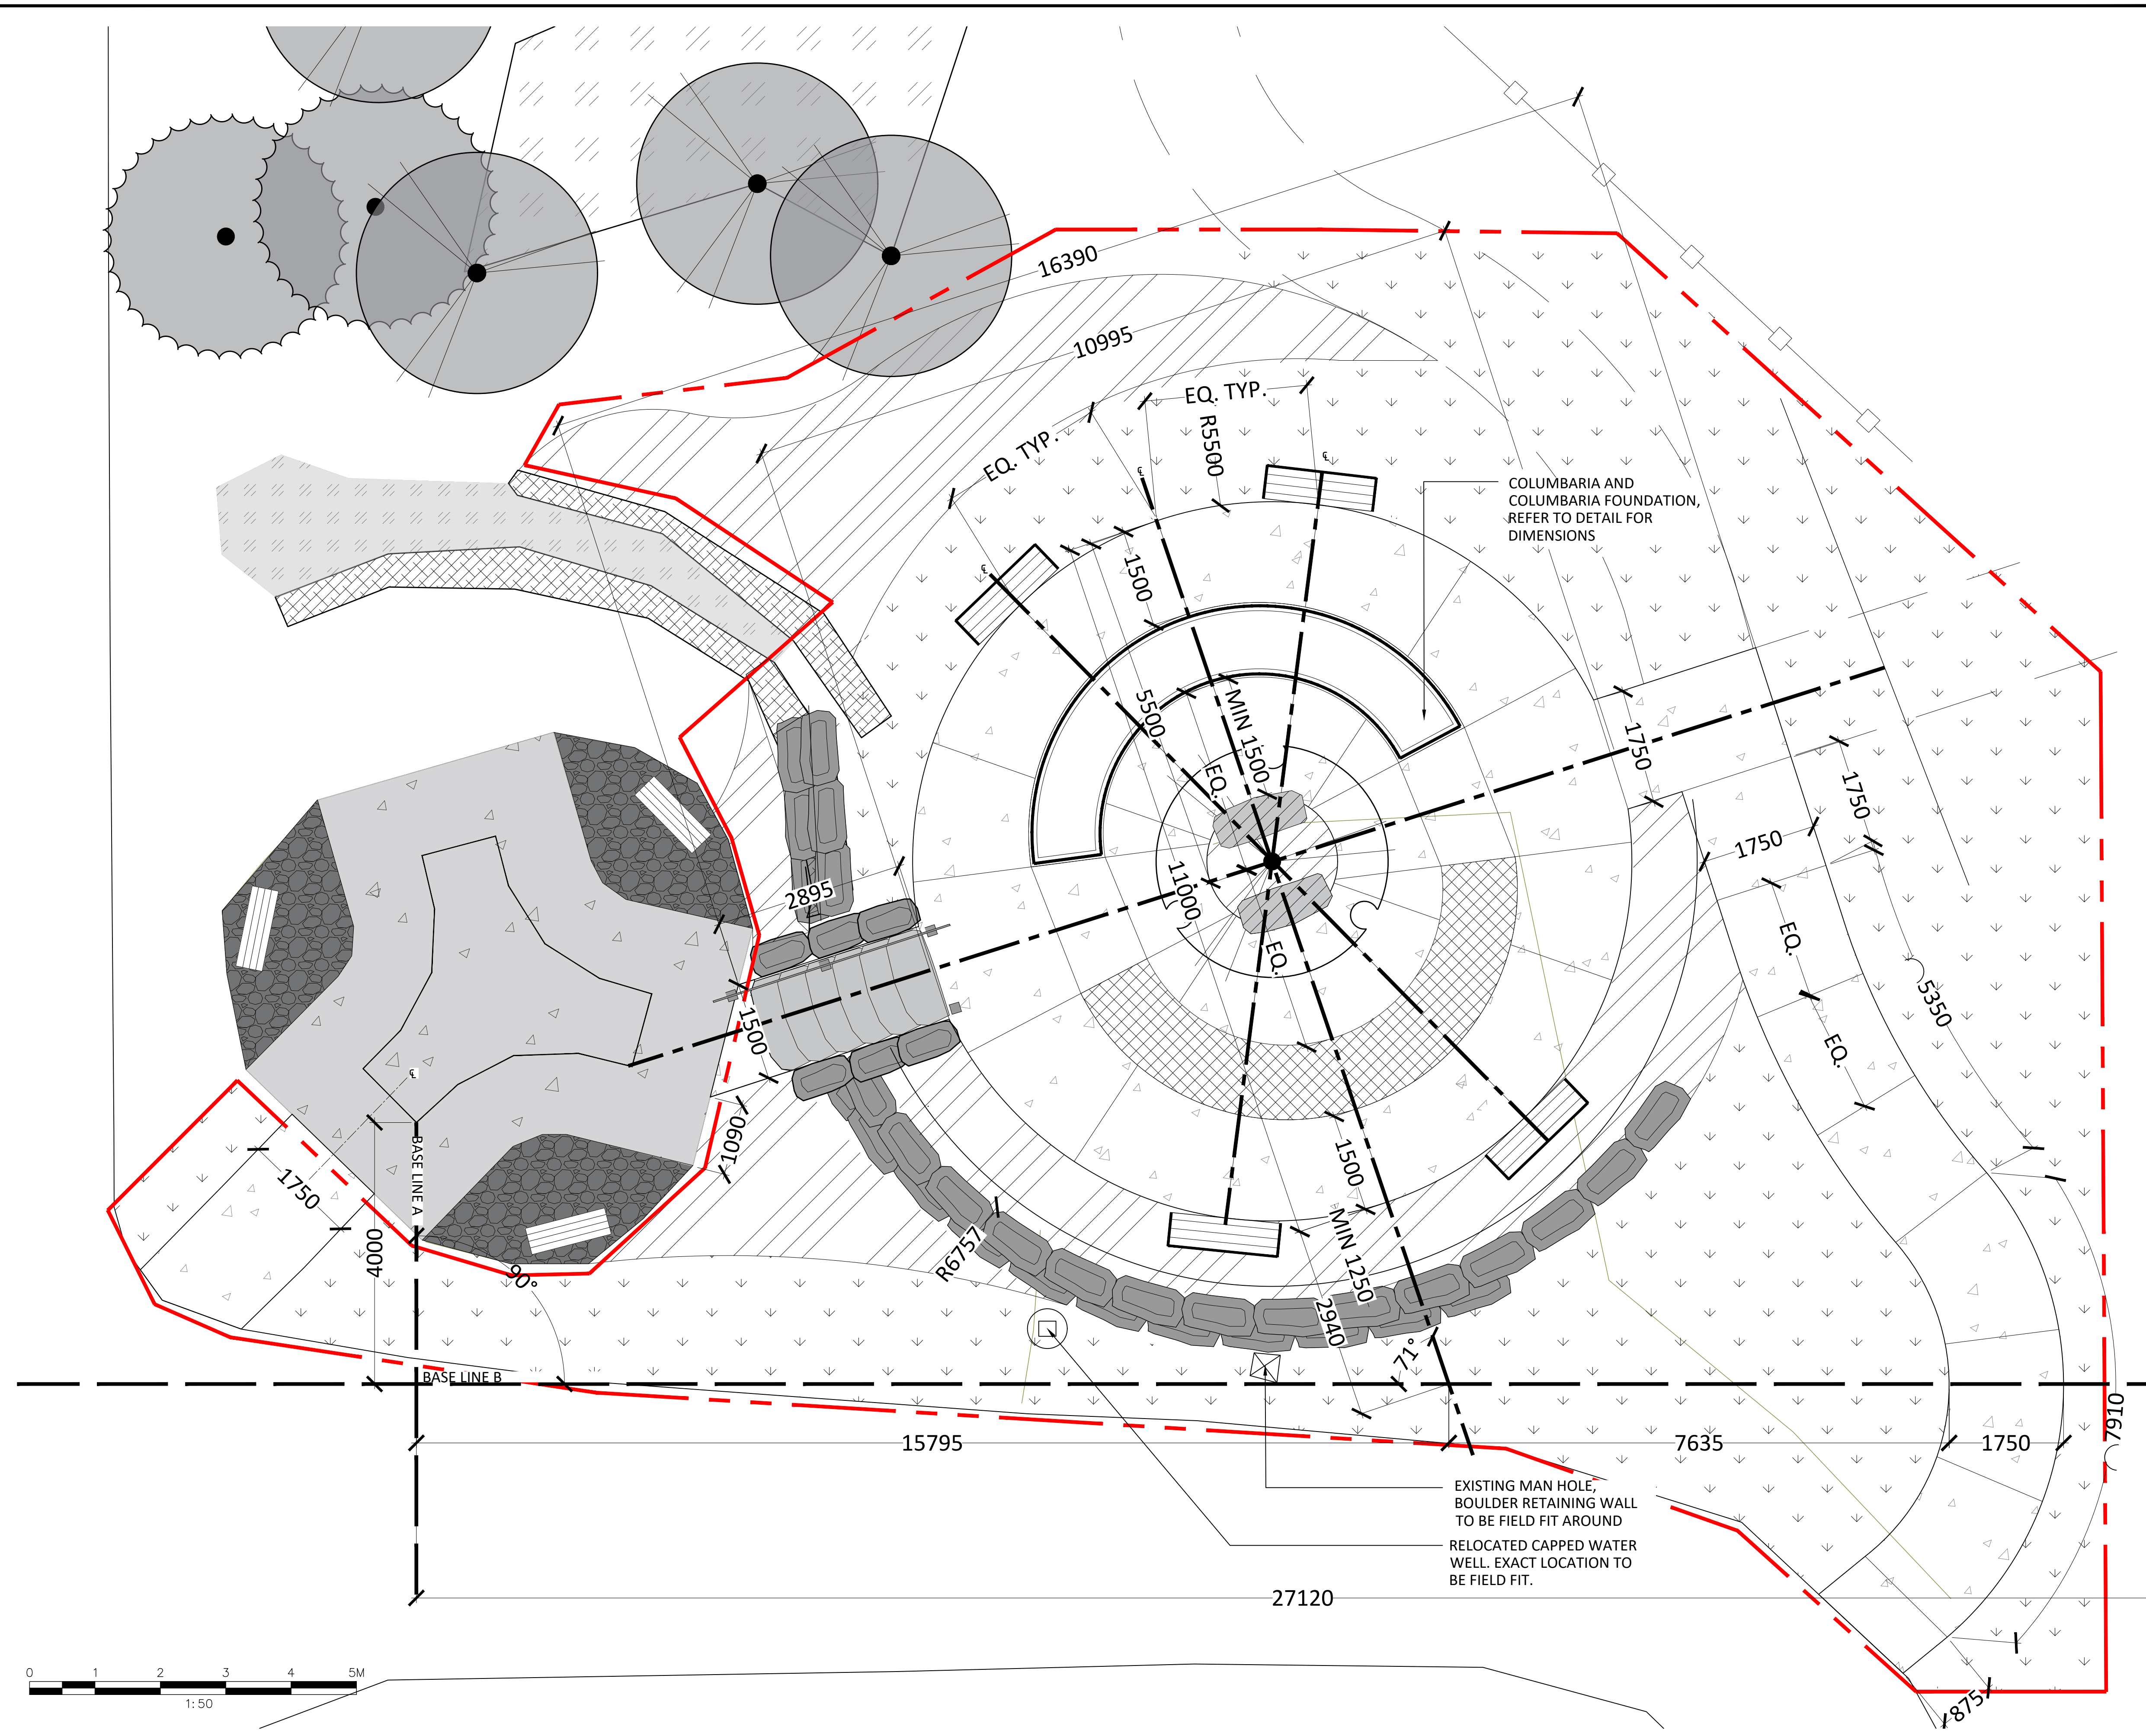 16390
10995
EQ. TYP.
EQ. TYP.
R5500
℄
℄
℄
COLUMBARIA AND
COLUMBARIA FOUNDATION,
REFER TO DETAIL FOR
DIMENSIONS
1500
5500
MIN 1500
EQ.
1750
1750
1750
2895
11000
EQ.
EQ.
EQ.
5350
1500
℄
1090
BASE LINE A
1750
4000
90°
R6757
1500
MIN 1250
2940
71°
BASE LINE B
15795
7635
1750
7910
EXISTING MAN HOLE,
BOULDER RETAINING WALL
TO BE FIELD FIT AROUND
RELOCATED CAPPED WATER
WELL. EXACT LOCATION TO
BE FIELD FIT.
27120
0 1 2 3 4 5M
1:50
875